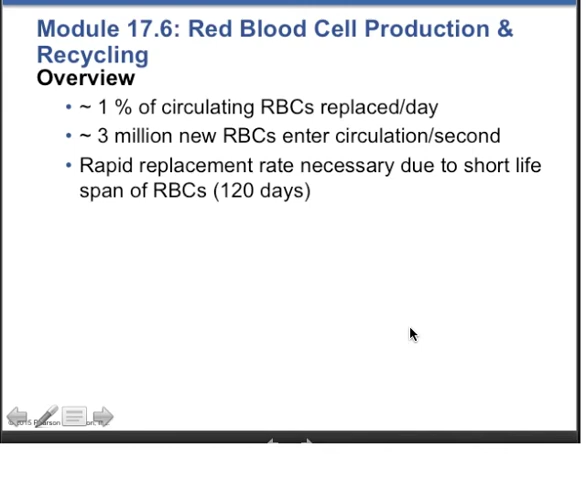 Module 17.6: Red Blood Cell Production &
Recycling
Overview
• ~ 1 % of circulating RBCs replaced/day
• ~ 3 million new RBCs enter circulation/second
• Rapid replacement rate necessary due to short life
span of RBCs (120 days)
© 2015